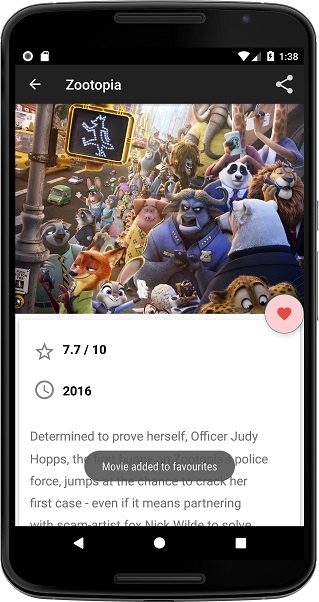 1:38
Zootopia
7.7 / 10
2016
Determined to prove herself, Officer Judy
Hopps, the first bunny on Zootopia's police
Movie added to favourites
force, jumps at the chance to crack her
first case - even if it means partnering
with scam-artist fox Nick Wilde to solve